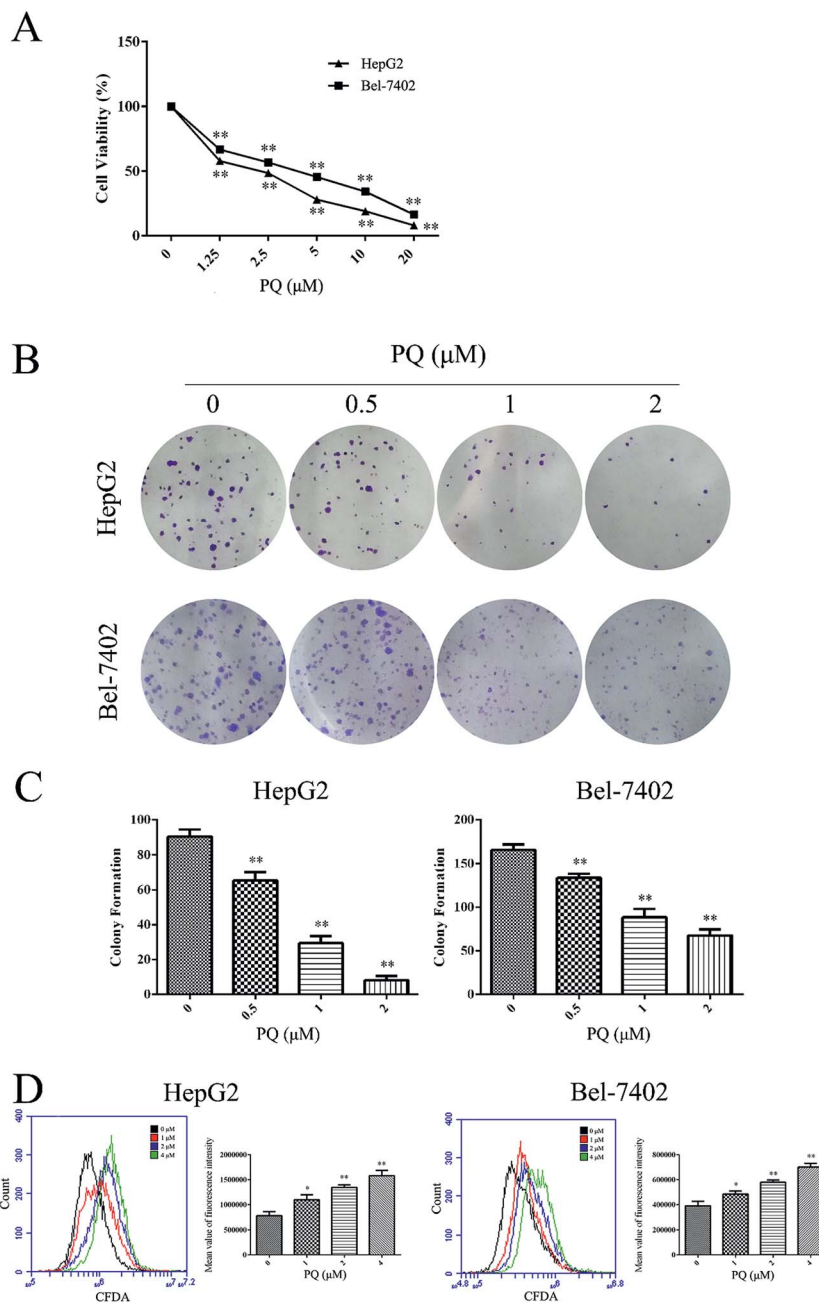 A
150
100
50
0
Cell Viability (%)
HepG2
Bel-7402
**
**
**
**
**
**
**
**
**
**
0
1.25
2.5
5
10
20
PQ (μM)
B
PQ (μM)
0 0.5 1 2
HepG2
Bel-7402
C
HepG2
Colony Formation
100
80
60
40
20
0
**
**
**
0 0.5 1 2
PQ (μM)
Bel-7402
Colony Formation
200
150
100
50
0
**
**
**
0 0.5 1 2
PQ (μM)
D
HepG2
Count
400
300
200
100
0
0 μM
1 μM
2 μM
4 μM
CFDA
Mean value of fluorescence intensity
2000000
1500000
1000000
500000
0
* ** **
0 1 2 4
PQ (μM)
Bel-7402
Count
400
300
200
100
0
0 μM
1 μM
2 μM
4 μM
CFDA
Mean value of fluorescence intensity
800000
600000
400000
200000
0
* ** **
0 1 2 4
PQ (μM)